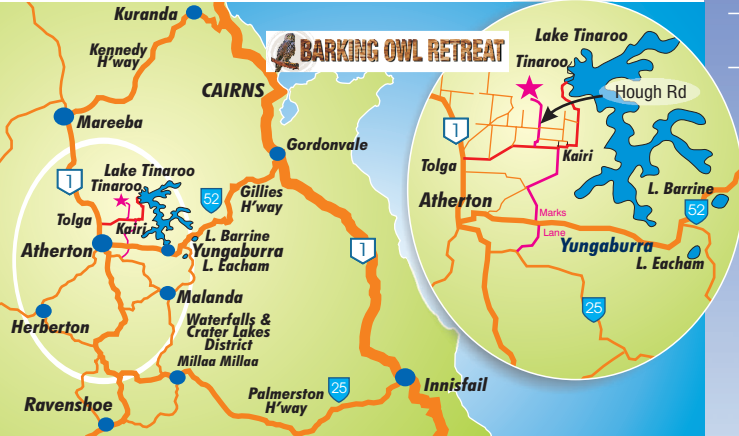 Kuranda
Kennedy
H'way
BARKING OWL RETREAT
CAIRNS
Mareeba
Gordonvale
1
Lake Tinaroo
Tinaroo
52
Gillies
H'way
Tolga
Kairi
L. Barrine
Atherton
Yungaburra
L. Eacham
1
Malanda
Herberton
Waterfalls &
Crater Lakes
District
Millaa Millaa
Palmerston
H'way
25
Innisfail
Ravenshoe
Lake Tinaroo
Tinaroo
Hough Rd
1
Tolga
Kairi
Atherton
L. Barrine
52
Marks
Lane
Yungaburra
L. Eacham
25